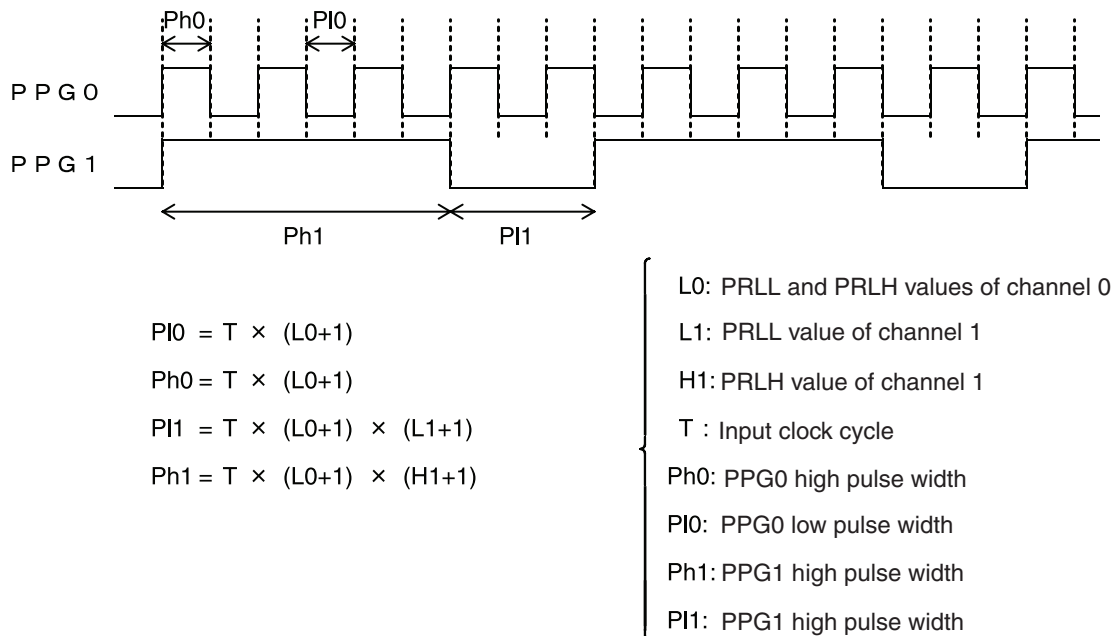 Ph0 Pl0
PPG0
PPG1
Ph1 Pl1
Pl0 = T × (L0+1)
Ph0 = T × (L0+1)
Pl1 = T × (L0+1) × (L1+1)
Ph1 = T × (L0+1) × (H1+1)
L0: PRLL and PRLH values of channel 0
L1: PRLL value of channel 1
H1: PRLH value of channel 1
T : Input clock cycle
Ph0: PPG0 high pulse width
Pl0: PPG0 low pulse width
Ph1: PPG1 high pulse width
Pl1: PPG1 high pulse width